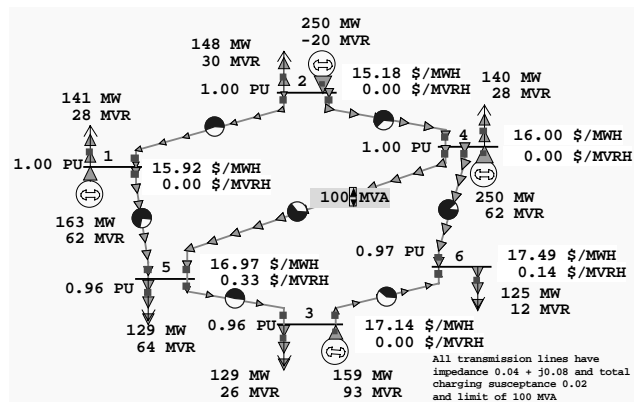 250 MW
-20 MVR
148 MW
30 MVR
2
15.18 $/MWH
0.00 $/MVRH
1.00 PU
140 MW
28 MVR
141 MW
28 MVR
4
16.00 $/MWH
1.00 PU
0.00 $/MVRH
1.00 PU
1
15.92 $/MWH
0.00 $/MVRH
100 MVA
250 MW
62 MVR
163 MW
62 MVR
0.97 PU
6
17.49 $/MWH
0.14 $/MVRH
5
16.97 $/MWH
0.33 $/MVRH
0.96 PU
125 MW
12 MVR
3
0.96 PU
17.14 $/MWH
0.00 $/MVRH
129 MW
64 MVR
129 MW
26 MVR
159 MW
93 MVR
All transmission lines have
impedance 0.04 + j0.08 and total
charging susceptance 0.02
and limit of 100 MVA